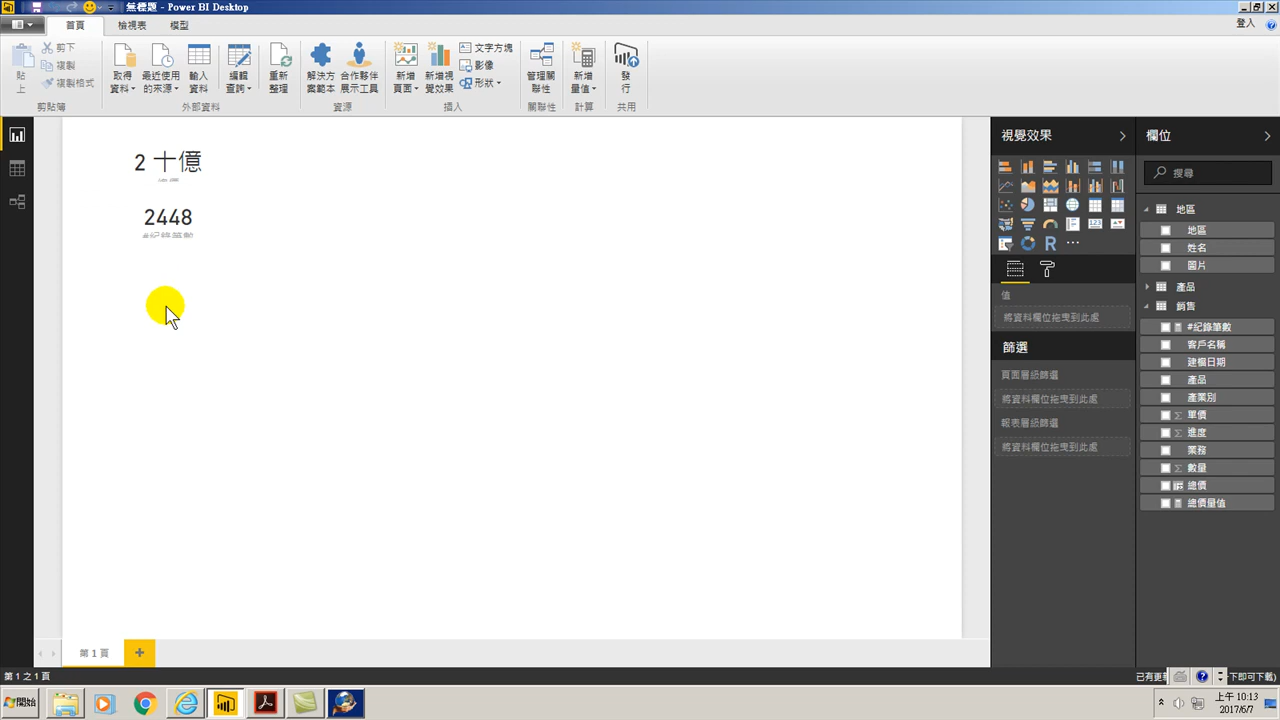 無標題 - Power BI Desktop
首頁
檢視表
模型
登入
貼上
剪下
複製
複製格式
剪貼簿
取得資料
最近使用的來源
輸入資料
編輯查詢
重新整理
外部資料
解決方案範本
合作夥伴展示工具
資源
新增頁面
新增視覺效果
文字方塊
影像
形狀
插入
管理關聯性
關聯性
新增量值
計算
發行
共用
2 十億
2448
#紀錄筆數
視覺效果
R
123
值
將資料欄位拖曳到此處
篩選
頁面層級篩選
將資料欄位拖曳到此處
報表層級篩選
將資料欄位拖曳到此處
欄位
搜尋
地區
地區
姓名
圖片
產品
銷售
#紀錄筆數
客戶名稱
建檔日期
產品
產業別
單價
進度
業務
數量
總價
總價量值
第 1 頁
第 1 之 1 頁
下即可下載)
開始
上午 10:13
2017/6/7